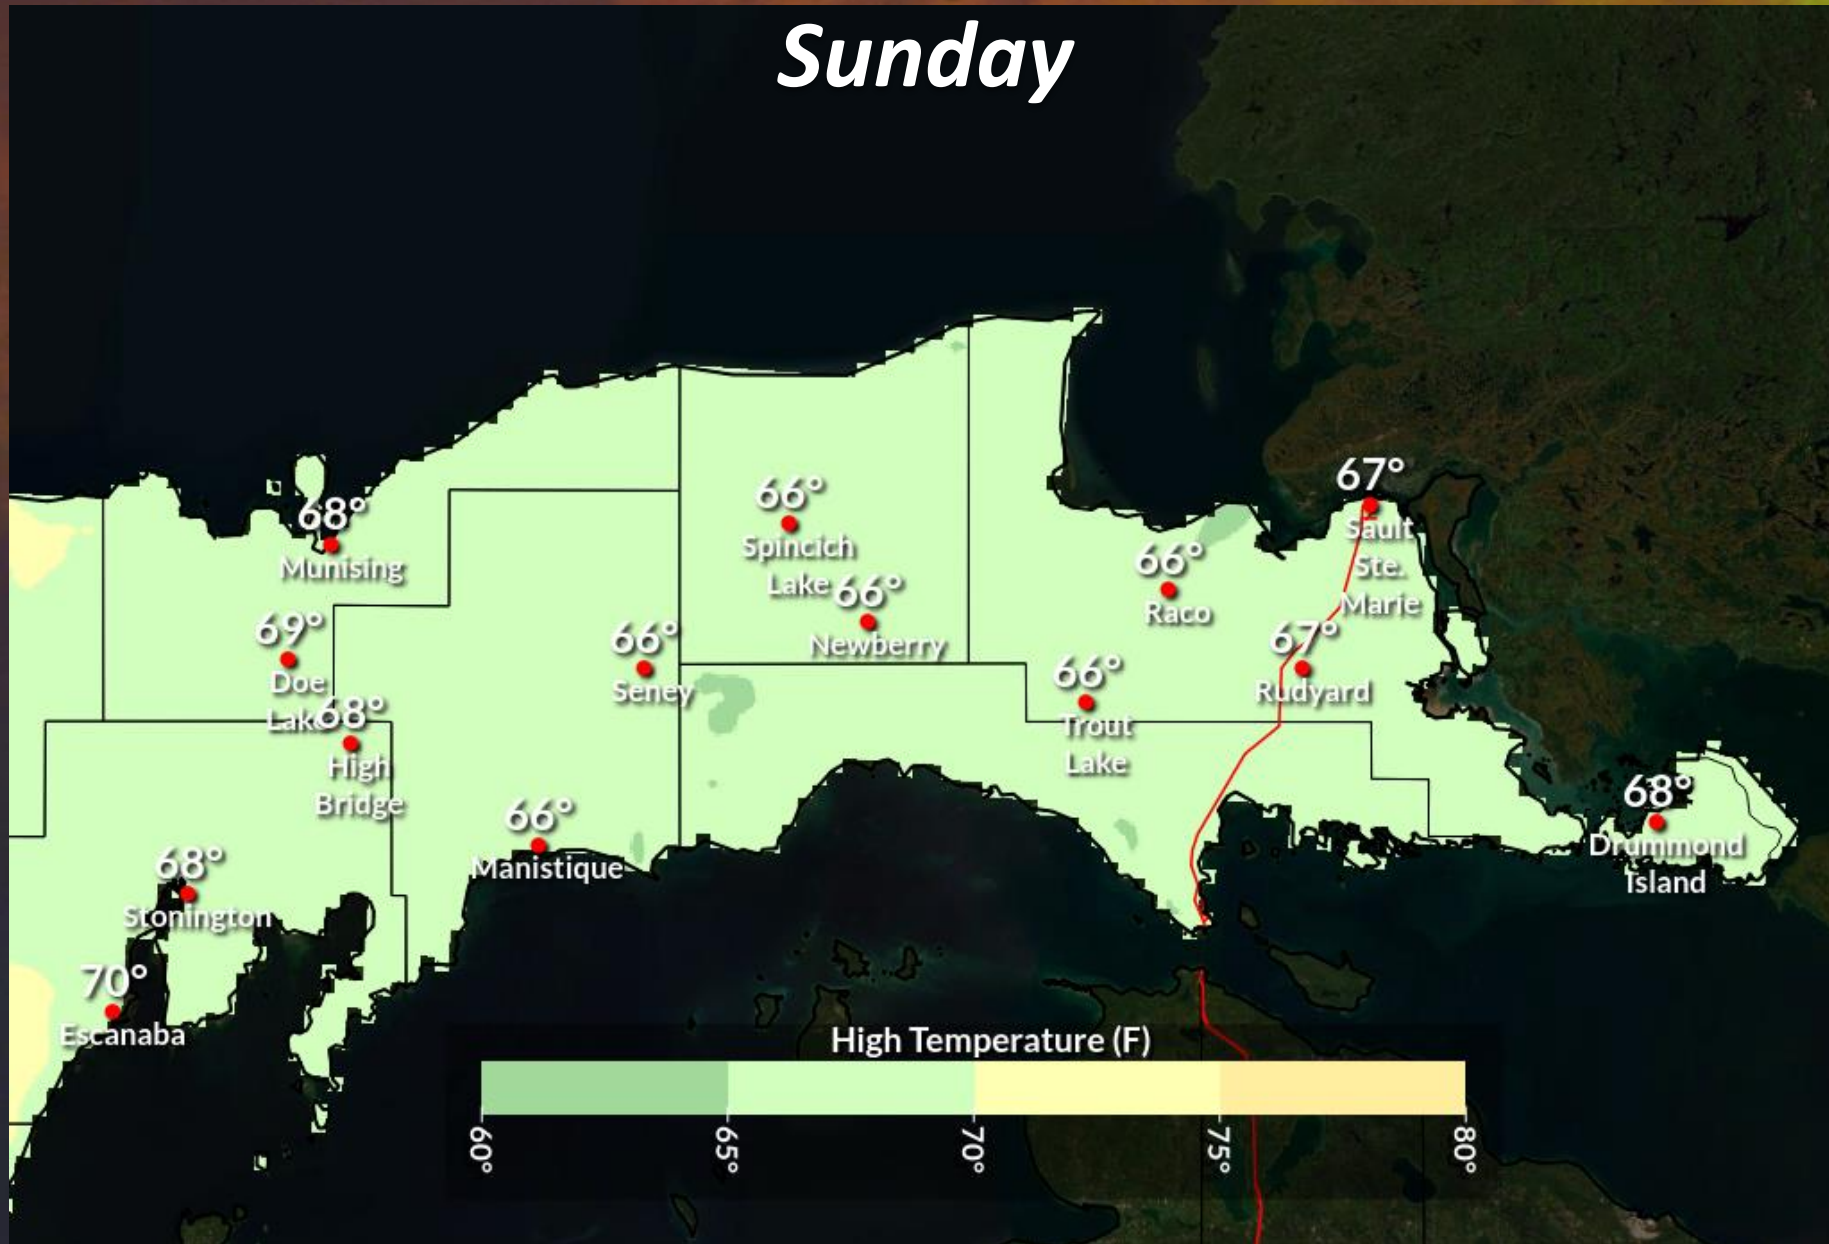 Sunday
67°
Sault
Ste.
Marie
66°
Spincich
Lake
68°
Munising
66°
Raco
66°
Newberry
69°
Doe
Lake
66°
Seney
67°
Rudyard
66°
Trout
Lake
68°
High
Bridge
66°
Manistique
68°
Drummond
Island
68°
Stonington
70°
Escanaba
High Temperature (F)
60°
65°
70°
75°
80°